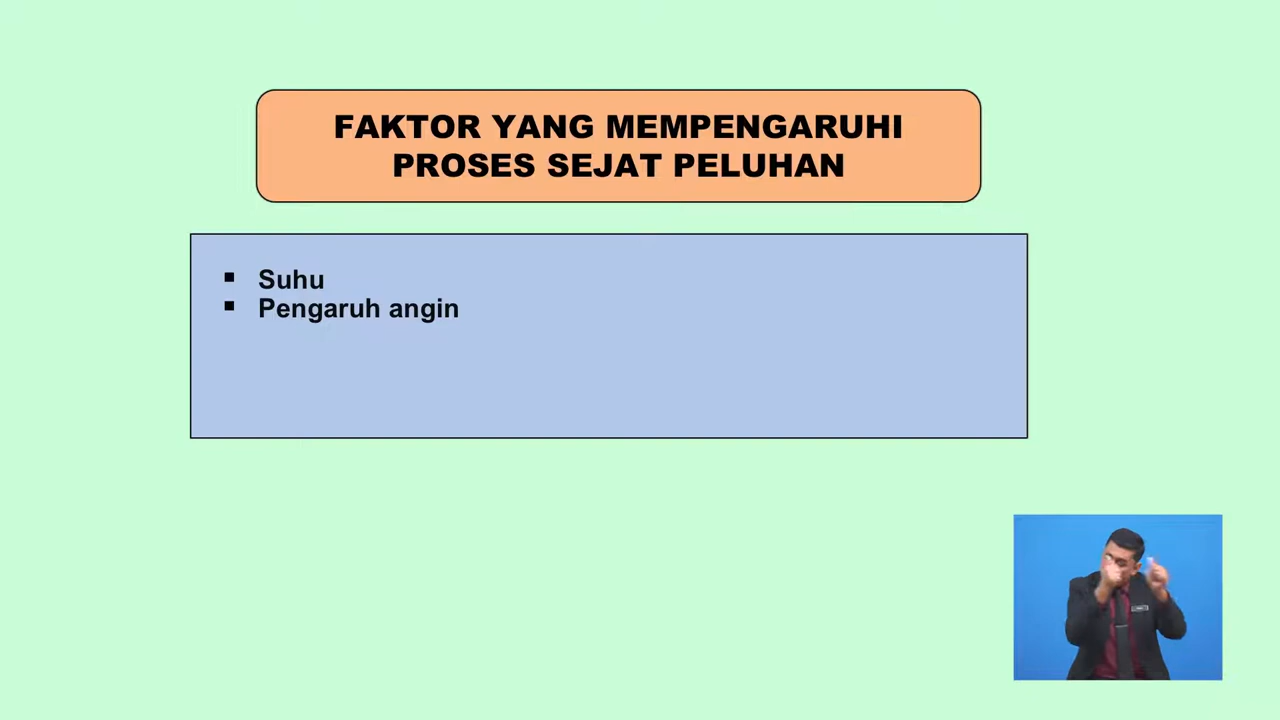 FAKTOR YANG MEMPENGARUHI
PROSES SEJAT PELUHAN
▪ Suhu
▪ Pengaruh angin